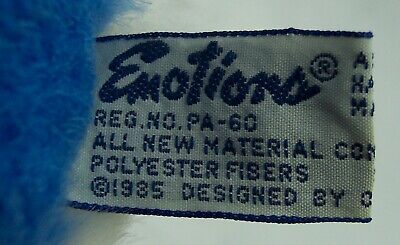 Emotions®
REG.NO.PA-60
ALL NEW MATERIAL
POLYESTER FIBERS
©1985 DESIGNED BY